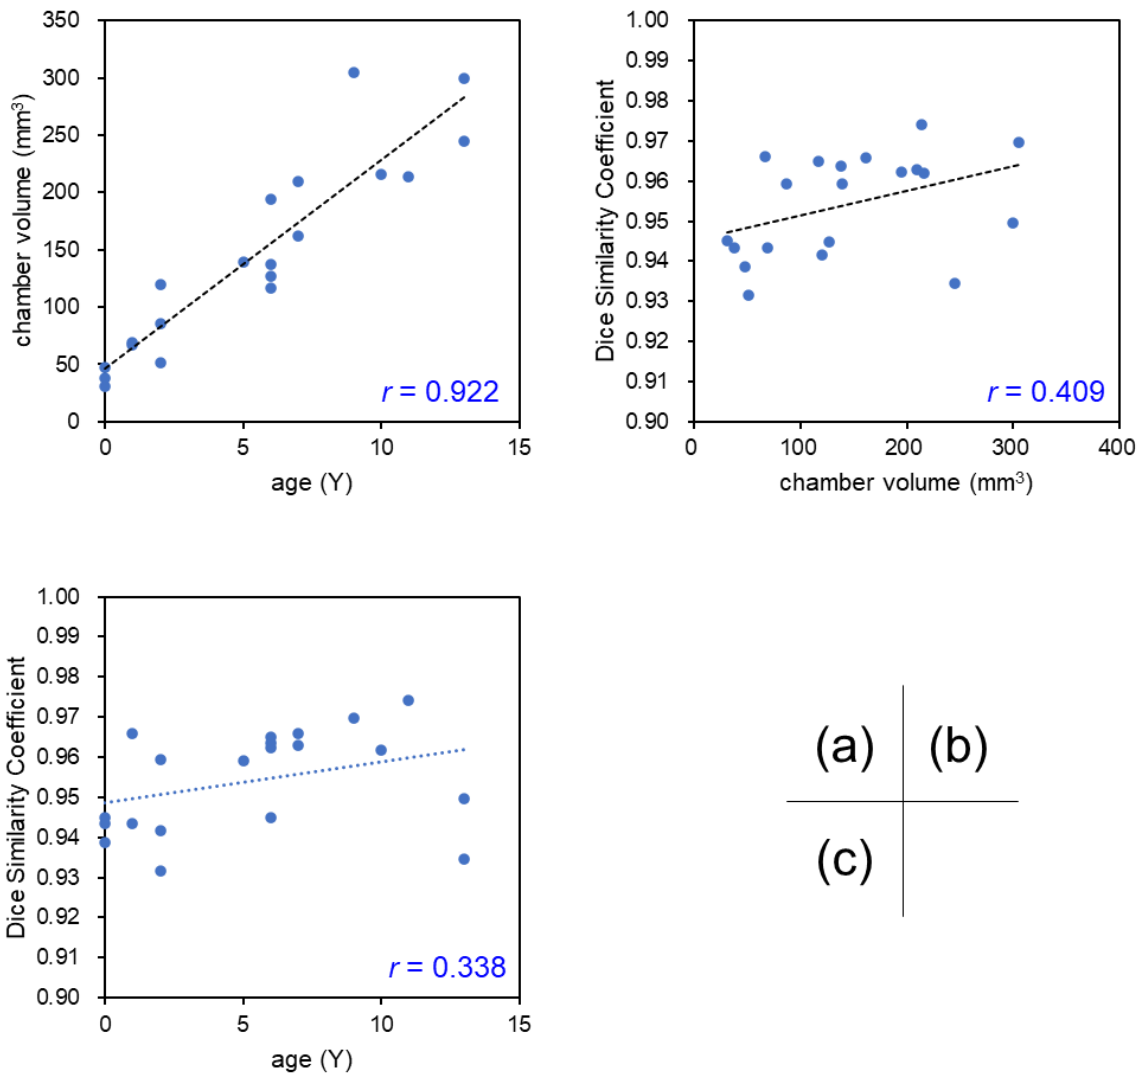 350
300
250
200
150
100
50
0
chamber volume (mm³)
r = 0.922
0 5 10 15
age (Y)
1.00
0.99
0.98
0.97
0.96
0.95
0.94
0.93
0.92
0.91
0.90
Dice Similarity Coefficient
r = 0.409
0 100 200 300 400
chamber volume (mm³)
1.00
0.99
0.98
0.97
0.96
0.95
0.94
0.93
0.92
0.91
0.90
Dice Similarity Coefficient
r = 0.338
0 5 10 15
age (Y)
(a) (b)
(c)